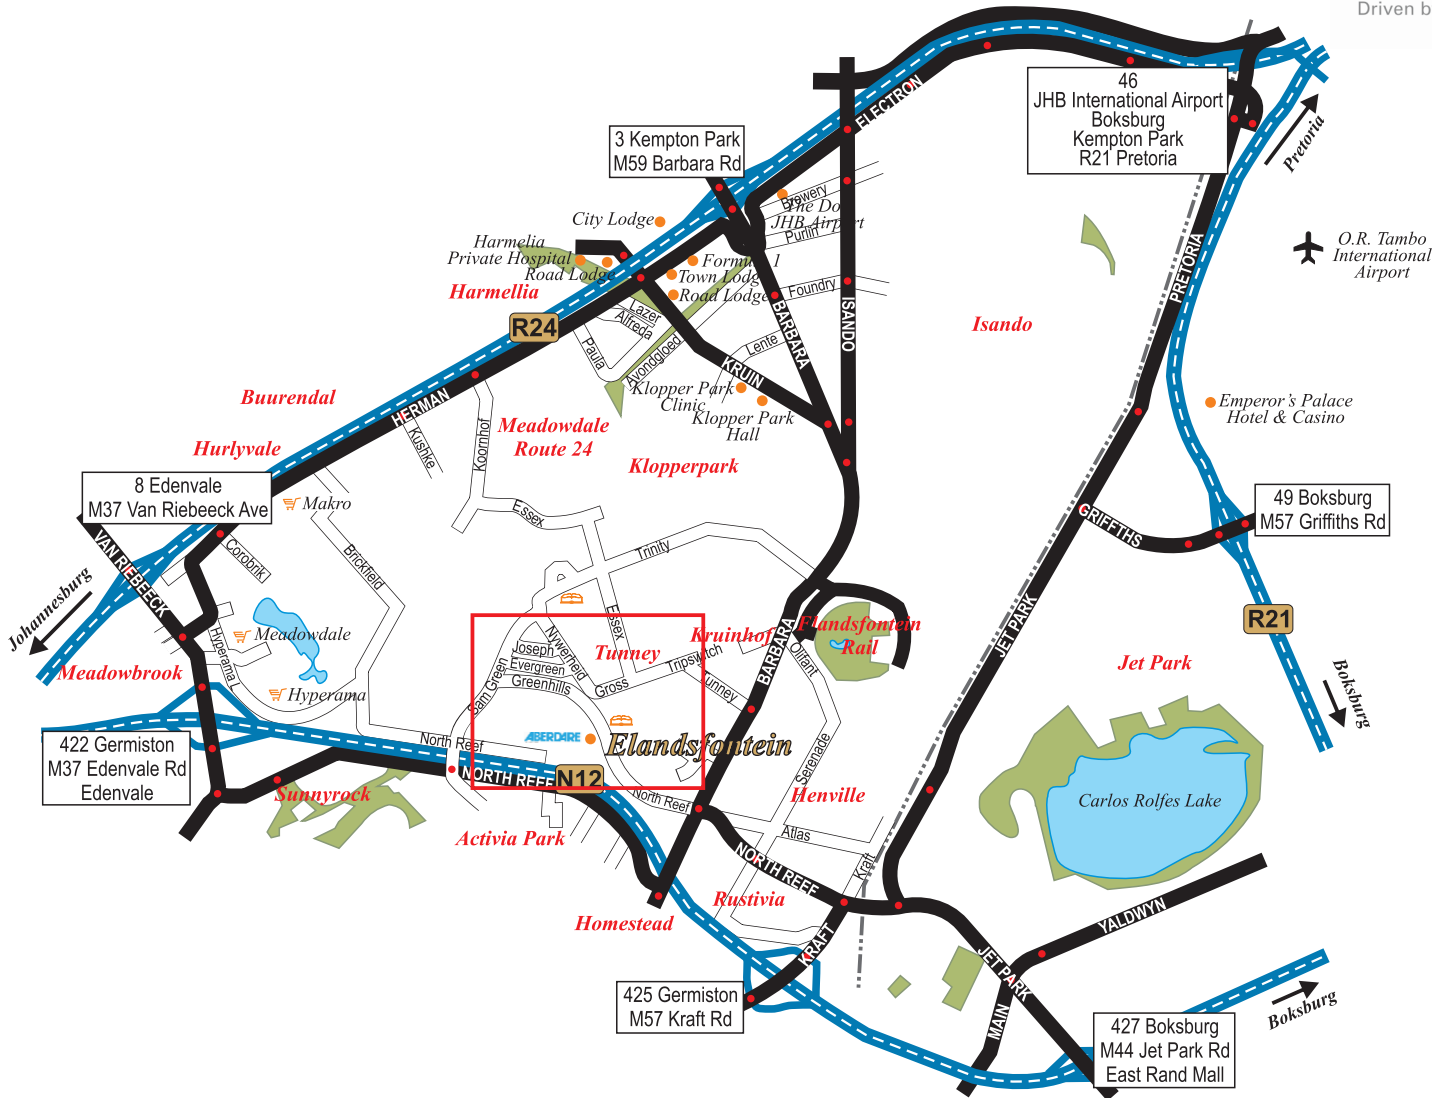 Driven b
46
JHB International Airport
Boksburg
Kempton Park
R21 Pretoria
Pretoria
ELECTRON
3 Kempton Park
M59 Barbara Rd
Brewery
The Do
JHB Airport
Purlin
City Lodge
Harmelia
Private Hospital
Road Lodge
Formula 1
Town Lodge
Road Lodge
Foundry
Harmellia
Lazer
Alfreda
R24
Paula
Avondgloed
BARBARA
ISANDO
Isando
PRETORIA
O.R. Tambo
International
Airport
Lente
KRUIN
Klopper Park
Clinic
Klopper Park
Hall
Emperor's Palace
Hotel & Casino
Buurendal
HERMAN
Kushke
Koornhof
Meadowdale
Route 24
Hurlyvale
Klopperpark
8 Edenvale
M37 Van Riebeeck Ave
Makro
Essex
GRIFFTHS
49 Boksburg
M57 Griffiths Rd
VAN RIEBEECK
Corobrik
Brickfield
Trinity
Johannesburg
R21
JET PARK
Essex
Meadowdale
Hyperama L
Nywerheid
Joseph
Evergreen
Greenhills
Sam Green
Tunney
Kruinhof
Tripswitch
Gross
Tunney
BARBARA
Olifant
Elandsfontein
Rail
Jet Park
Boksburg
Meadowbrook
Hyperama
North Reef
ABERDARE
Elandsfontein
422 Germiston
M37 Edenvale Rd
Edenvale
NORTH REEF
N12
Sunnyrock
North Reef
Serenade
Henville
Carlos Rolfes Lake
Activia Park
Atlas
Kraft
NORTH REEF
Rustivia
Homestead
KRAFT
YALDWYN
JET PARK
MAIN
425 Germiston
M57 Kraft Rd
Boksburg
427 Boksburg
M44 Jet Park Rd
East Rand Mall